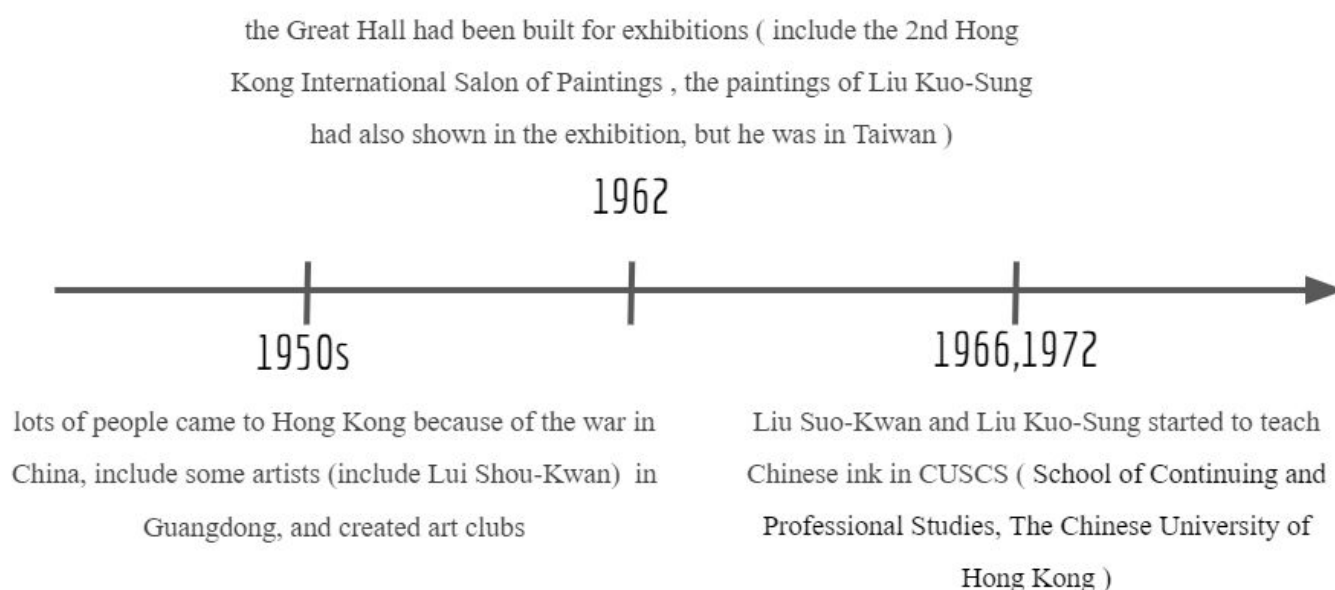 the Great Hall had been built for exhibitions ( include the 2nd Hong
Kong International Salon of Paintings , the paintings of Liu Kuo-Sung
had also shown in the exhibition, but he was in Taiwan )
1962
1950s
lots of people came to Hong Kong because of the war in
China, include some artists (include Lui Shou-Kwan) in
Guangdong, and created art clubs
1966,1972
Liu Suo-Kwan and Liu Kuo-Sung started to teach
Chinese ink in CUSCS ( School of Continuing and
Professional Studies, The Chinese University of
Hong Kong )